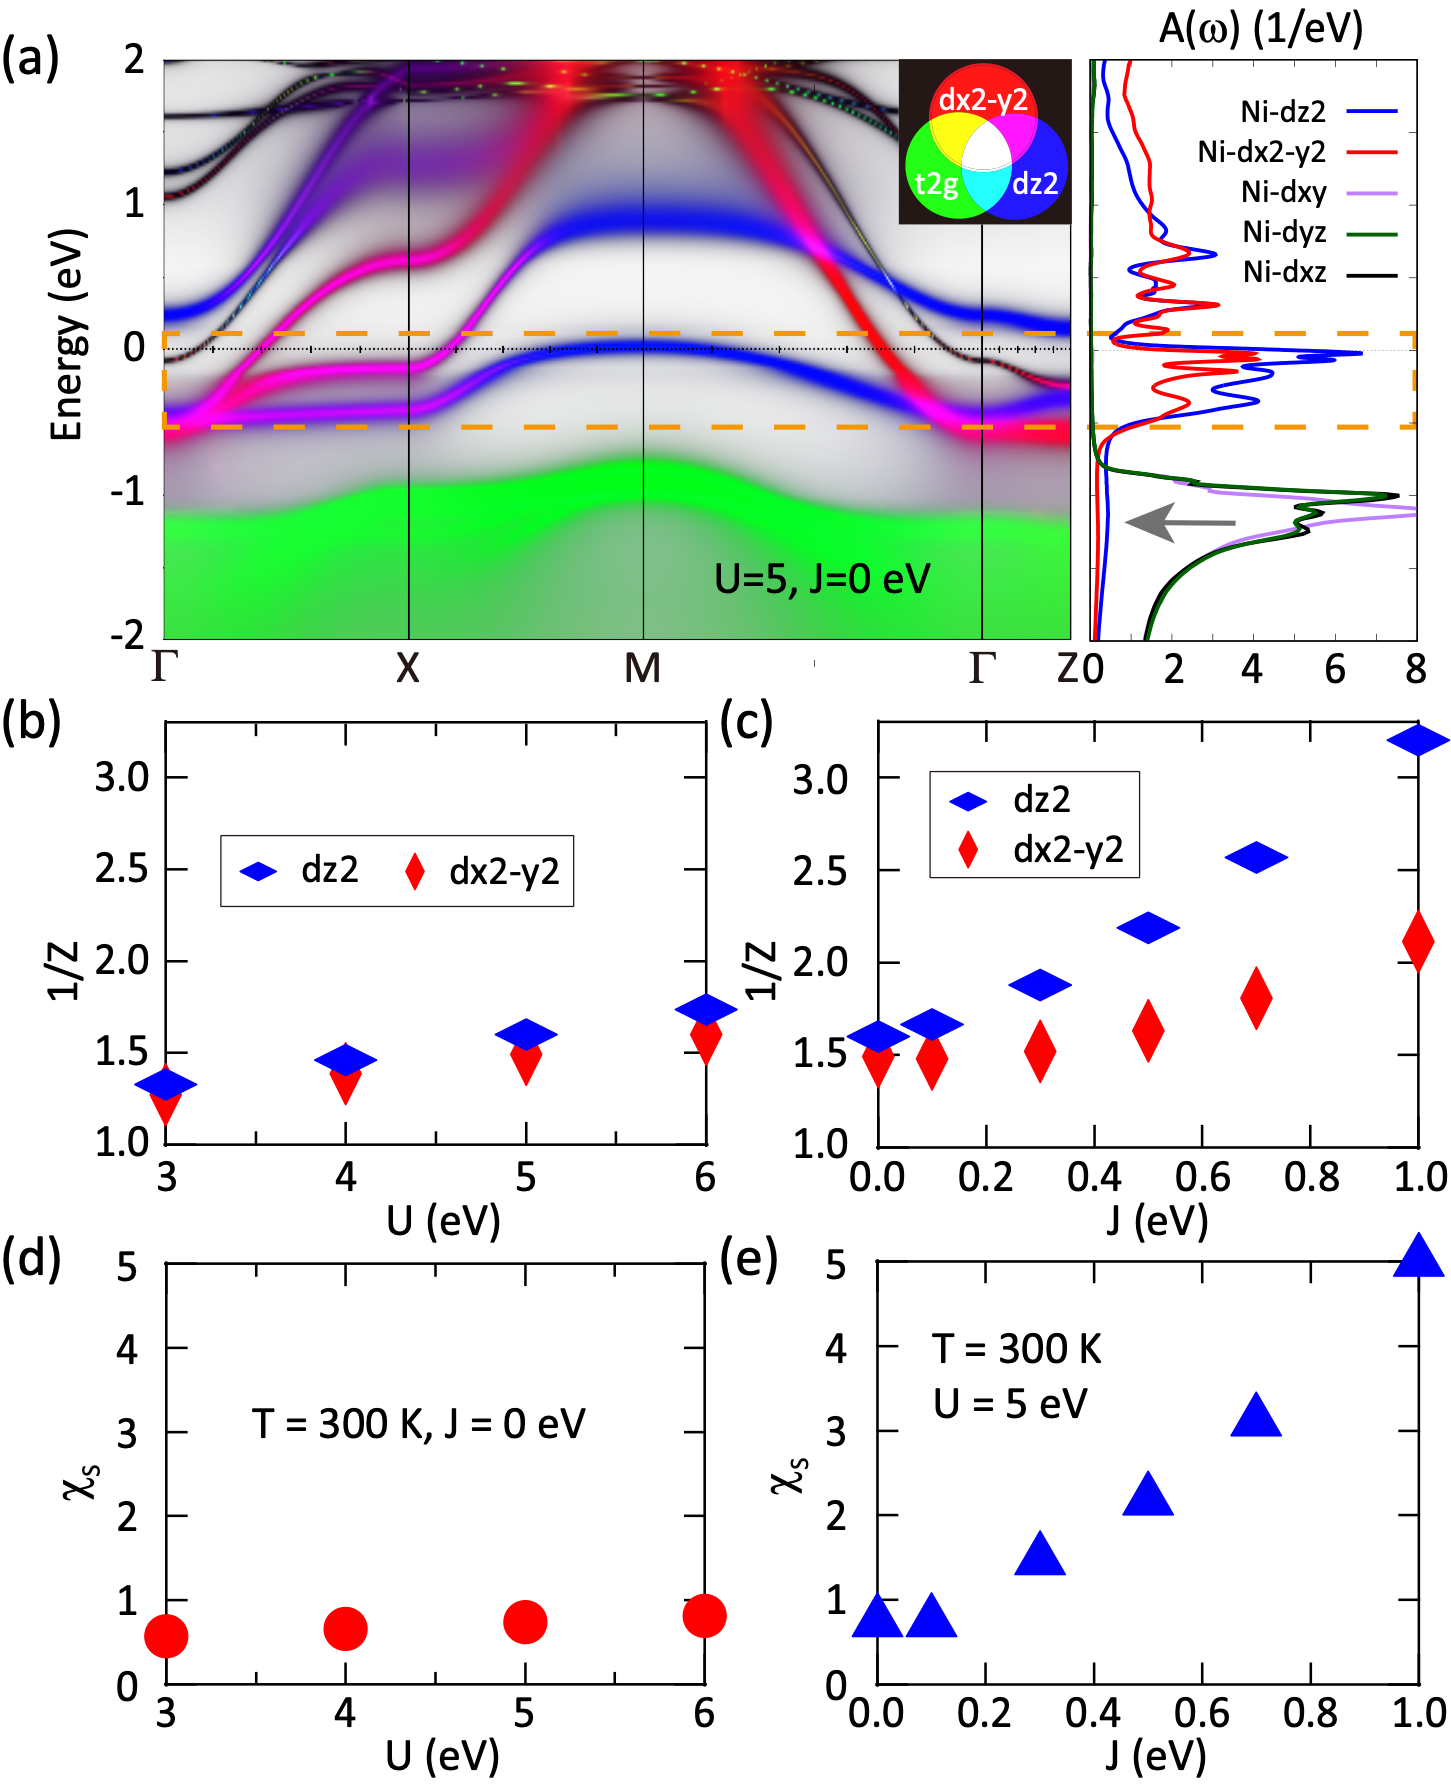 (a)
A(ω) (1/eV)
2
1
0
-1
-2
Energy (eV)
dx2-y2
t2g
dz2
U=5, J=0 eV
Γ X M Γ Z
Ni-dz2
Ni-dx2-y2
Ni-dxy
Ni-dyz
Ni-dxz
0 2 4 6 8
(b)
3.0
2.5
2.0
1.5
1.0
1/Z
dz2 dx2-y2
3 4 5 6
U (eV)
(c)
3.0
2.5
2.0
1.5
1.0
1/Z
dz2
dx2-y2
0.0 0.2 0.4 0.6 0.8 1.0
J (eV)
(d)
5
4
3
2
1
0
χs
T = 300 K, J = 0 eV
3 4 5 6
U (eV)
(e)
5
4
3
2
1
0
χs
T = 300 K
U = 5 eV
0.0 0.2 0.4 0.6 0.8 1.0
J (eV)